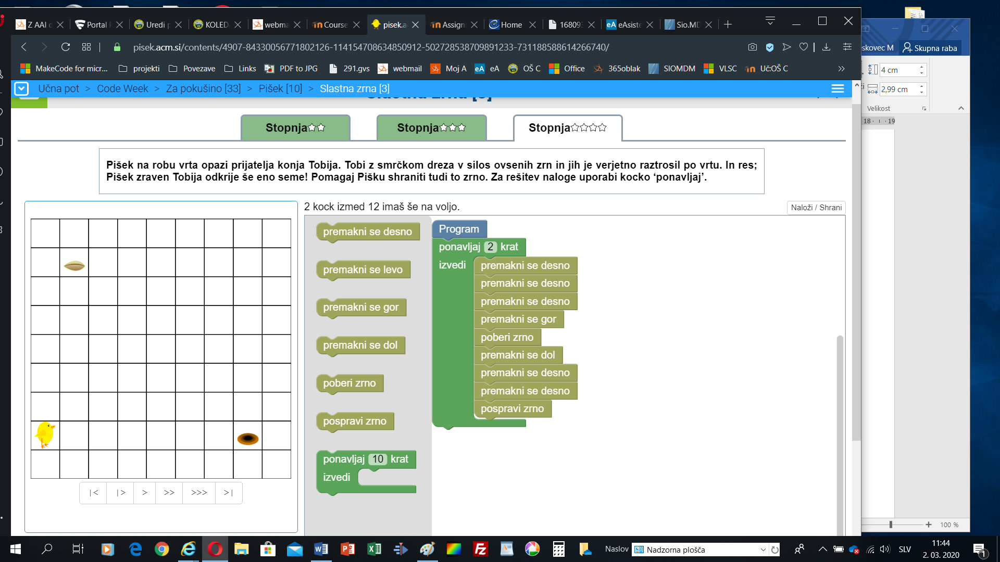 Z AAI d
Portal
Uredi p
KOLED
webma
Course
pisek.a
Assign
Home
16809
eAsiste
Sio.MD
pisek.acm.si/contents/4907-84330056771802126-114154708634850912-502728538709891233-731188588614266740/
MakeCode for micr...
projekti
Povezave
Links
PDF to JPG
291.gvs
webmail
Moj A
eA
OŠ C
Office
365oblak
SIOMDM
VLSC
Uč:OŠ C
»
Učna pot > Code Week > Za pokušino [33] > Pišek [10] > Slastna zrna [3]
Stopnja☆☆
Stopnja☆☆☆
Stopnja☆☆☆☆
Pišek na robu vrta opazi prijatelja konja Tobija. Tobi z smrčkom dreza v silos ovsenih zrn in jih je verjetno raztrosil po vrtu. In res;
Pišek zraven Tobija odkrije še eno seme! Pomagaj Pišku shraniti tudi to zrno. Za rešitev naloge uporabi kocko ‘ponavljaj’.
2 kock izmed 12 imaš še na voljo.
Naloži / Shrani
premakni se desno
premakni se levo
premakni se gor
premakni se dol
poberi zrno
pospravi zrno
ponavljaj 10 krat
izvedi
Program
ponavljaj 2 krat
izvedi
premakni se desno
premakni se desno
premakni se desno
premakni se gor
poberi zrno
premakni se dol
premakni se desno
premakni se desno
pospravi zrno
|<
|>
>
>>
>>>
>|
skovec M
Skupna raba
4 cm
2,99 cm
Velikost
18 · ı · 19
100 %
Naslov
Nadzorna plošča
SLV
11:44
2. 03. 2020
1